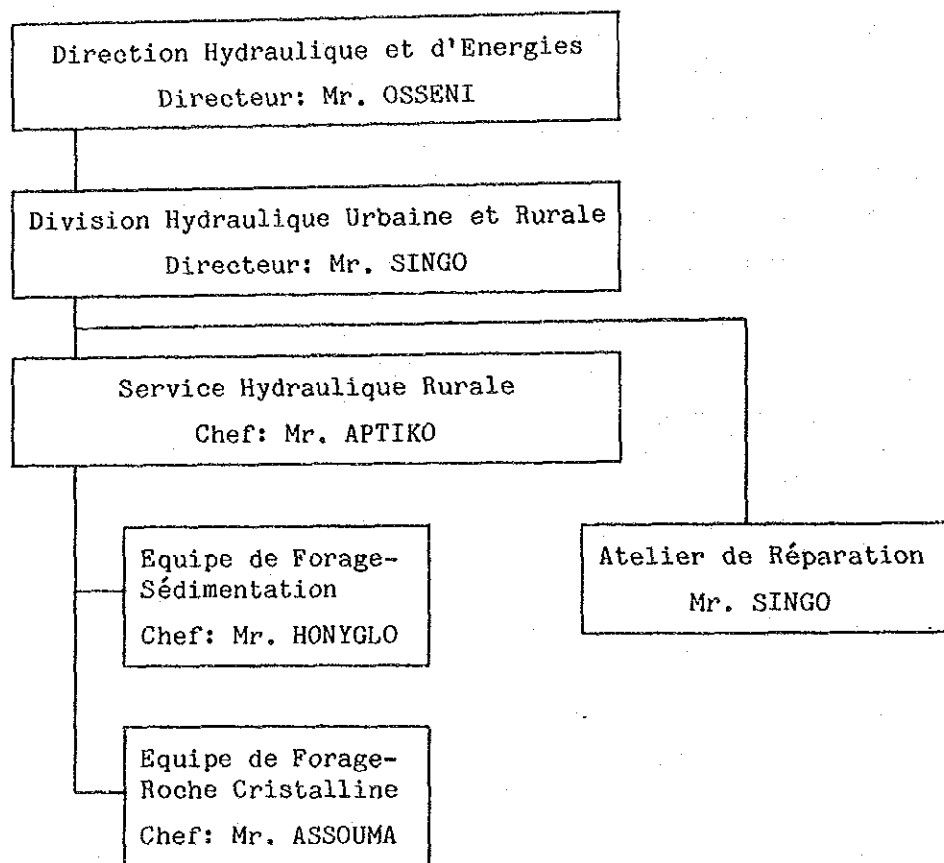 Direction Hydraulique et d'Energies
Directeur: Mr. OSSENI
Division Hydraulique Urbaine et Rurale
Directeur: Mr. SINGO
Service Hydraulique Rurale
Chef: Mr. APTIKO
Equipe de Forage-
Sédimentation
Chef: Mr. HONYGLO
Atelier de Réparation
Mr. SINGO
Equipe de Forage-
Roche Cristalline
Chef: Mr. ASSOUMA